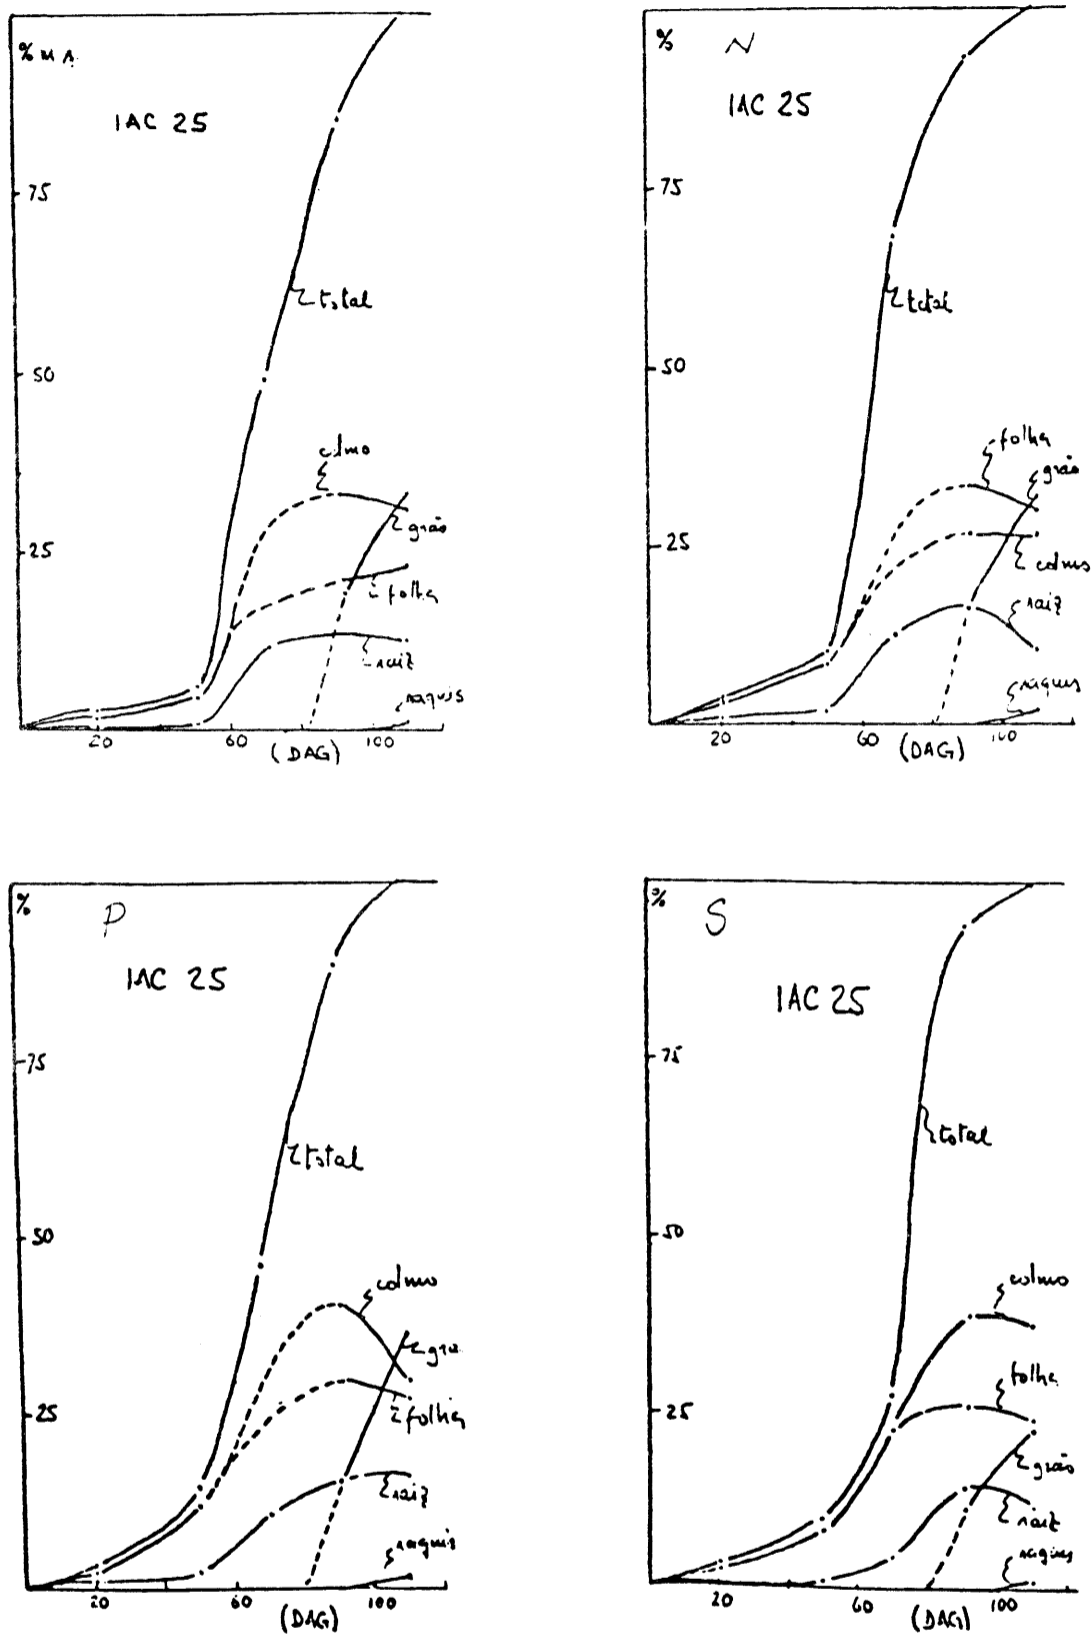 % M A.
IAC 25
75
total
50
colmo
grão
25
folha
raiz
raquis
20 60 100
(DAG)
% N
IAC 25
75
total
50
folha
grão
25
colmo
raiz
raquis
20 60 100
(DAG)
% P
IAC 25
75
total
50
colmo
gra
25
folha
raiz
raquis
20 60 100
(DAG)
% S
IAC 25
75
total
50
colmo
folha
25
grão
raiz
raquis
20 60 100
(DAG)